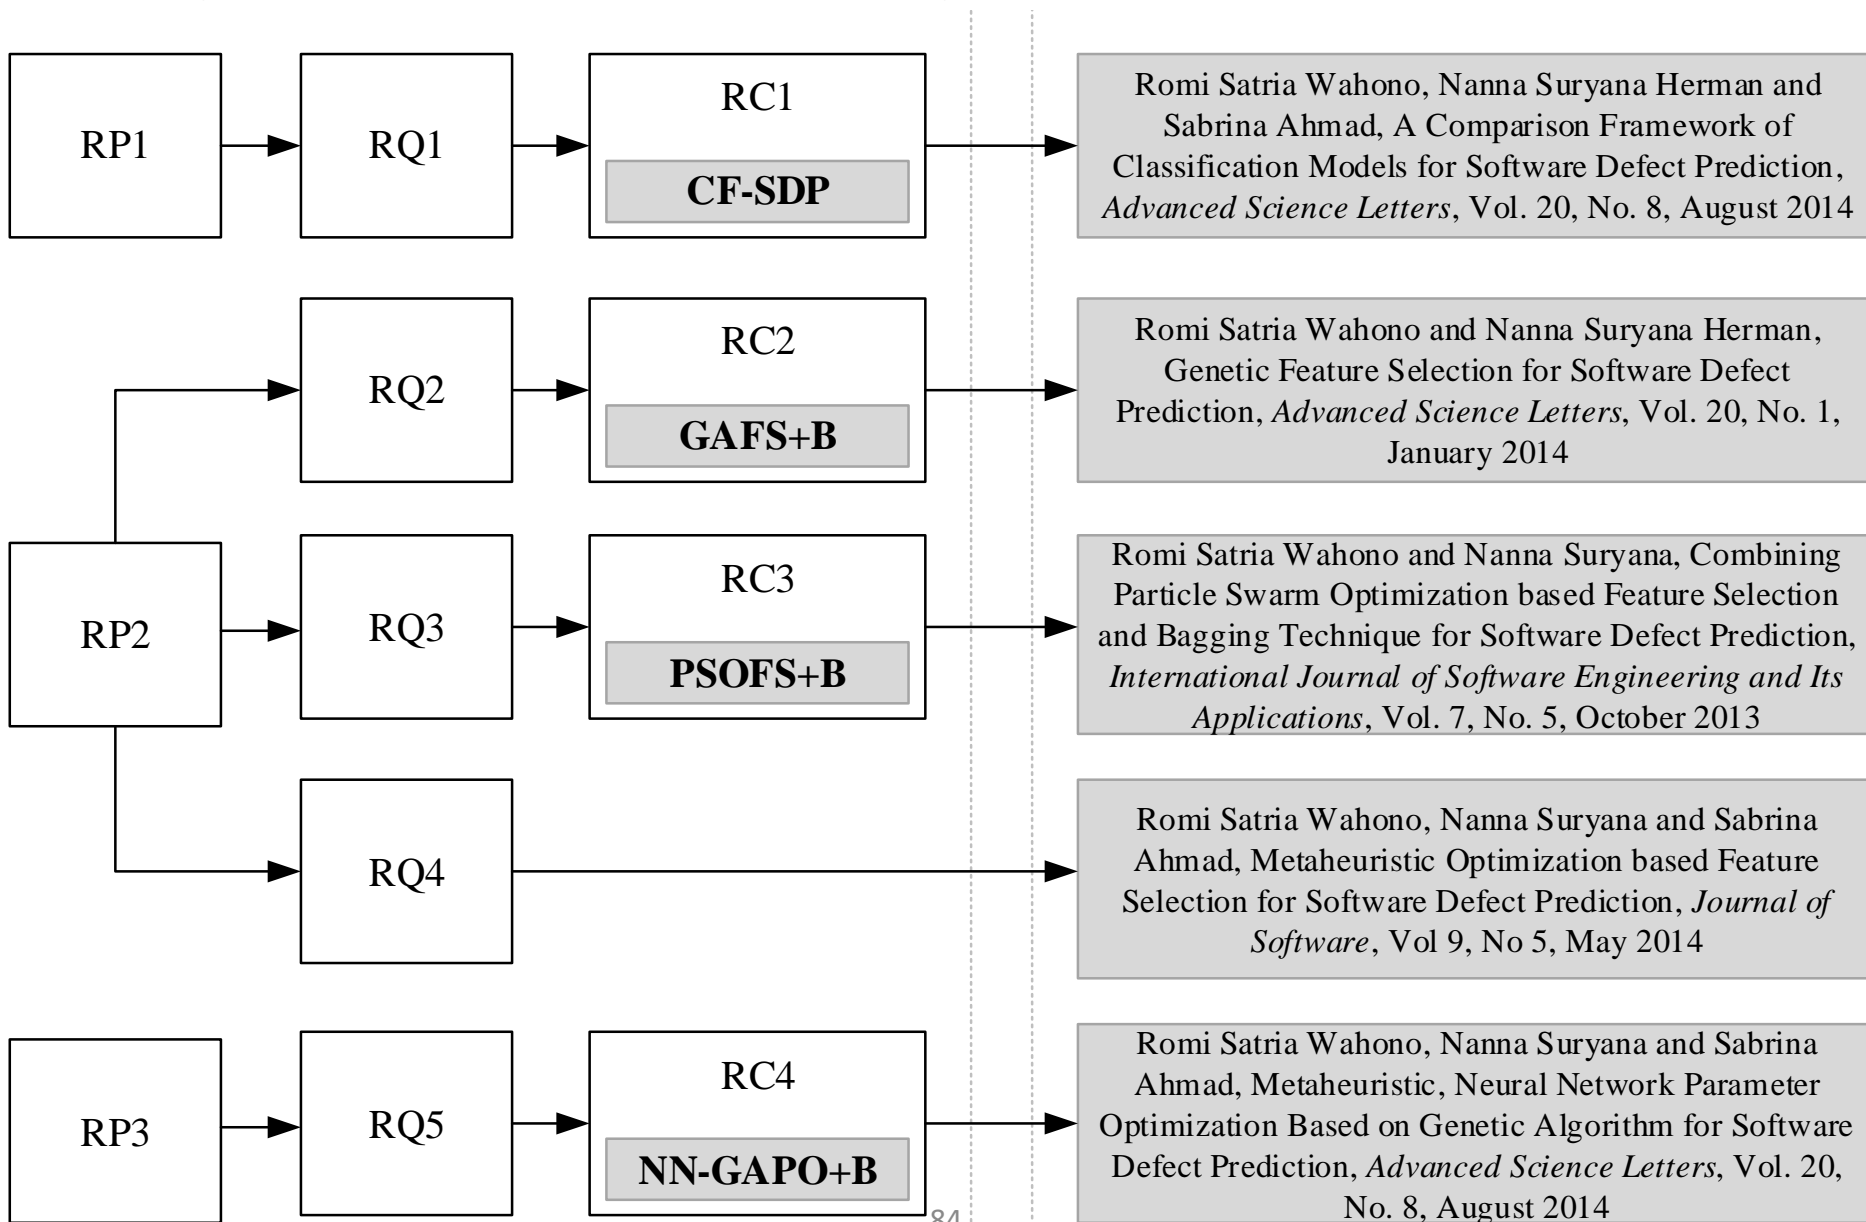 RP1
RQ1
RC1
CF-SDP
Romi Satria Wahono, Nanna Suryana Herman and
Sabrina Ahmad, A Comparison Framework of
Classification Models for Software Defect Prediction,
Advanced Science Letters, Vol. 20, No. 8, August 2014
RQ2
RC2
GAFS+B
Romi Satria Wahono and Nanna Suryana Herman,
Genetic Feature Selection for Software Defect
Prediction, Advanced Science Letters, Vol. 20, No. 1,
January 2014
RP2
RQ3
RC3
PSOFS+B
Romi Satria Wahono and Nanna Suryana, Combining
Particle Swarm Optimization based Feature Selection
and Bagging Technique for Software Defect Prediction,
International Journal of Software Engineering and Its
Applications, Vol. 7, No. 5, October 2013
RQ4
Romi Satria Wahono, Nanna Suryana and Sabrina
Ahmad, Metaheuristic Optimization based Feature
Selection for Software Defect Prediction, Journal of
Software, Vol 9, No 5, May 2014
RP3
RQ5
RC4
NN-GAPO+B
Romi Satria Wahono, Nanna Suryana and Sabrina
Ahmad, Metaheuristic, Neural Network Parameter
Optimization Based on Genetic Algorithm for Software
Defect Prediction, Advanced Science Letters, Vol. 20,
No. 8, August 2014
84